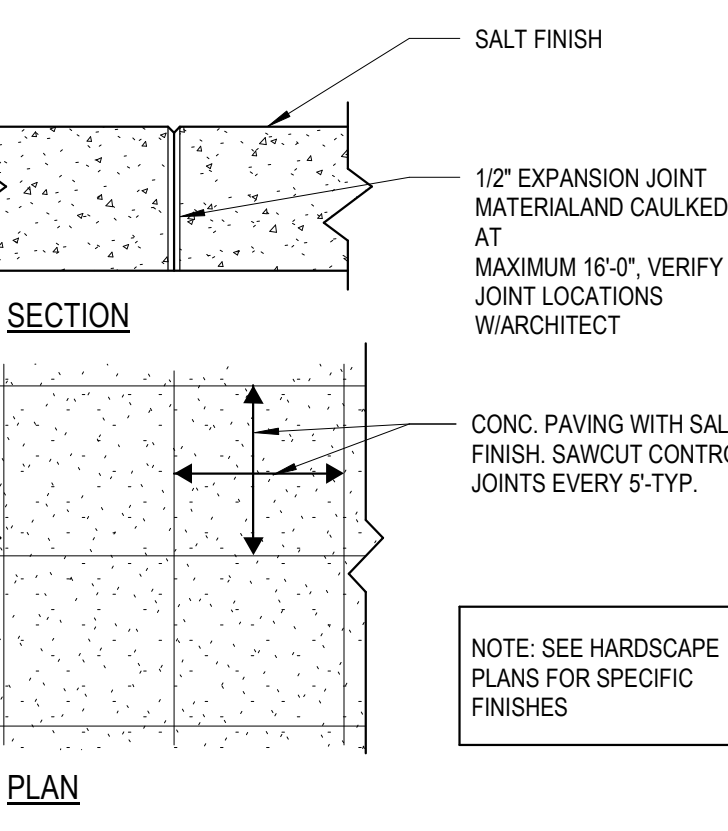 SALT FINISH
1/2" EXPANSION JOINT
MATERIALAND CAULKED
AT
MAXIMUM 16'-0", VERIFY
JOINT LOCATIONS
W/ARCHITECT
SECTION
CONC. PAVING WITH SAL
FINISH. SAWCUT CONTRO
JOINTS EVERY 5'-TYP.
NOTE: SEE HARDSCAPE
PLANS FOR SPECIFIC
FINISHES
PLAN